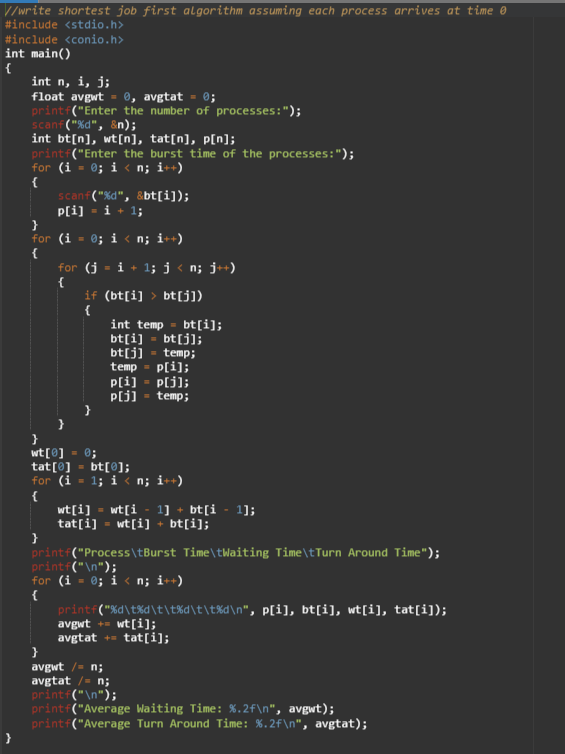 //write shortest job first algorithm assuming each process arrives at time 0
#include <stdio.h>
#include <conio.h>
int main()
{
    int n, i, j;
    float avgwt = 0, avgtat = 0;
    printf("Enter the number of processes:");
    scanf("%d", &n);
    int bt[n], wt[n], tat[n], p[n];
    printf("Enter the burst time of the processes:");
    for (i = 0; i < n; i++)
    {
        scanf("%d", &bt[i]);
        p[i] = i + 1;
    }
    for (i = 0; i < n; i++)
    {
        for (j = i + 1; j < n; j++)
        {
            if (bt[i] > bt[j])
            {
                int temp = bt[i];
                bt[i] = bt[j];
                bt[j] = temp;
                temp = p[i];
                p[i] = p[j];
                p[j] = temp;
            }
        }
    }
    wt[0] = 0;
    tat[0] = bt[0];
    for (i = 1; i < n; i++)
    {
        wt[i] = wt[i - 1] + bt[i - 1];
        tat[i] = wt[i] + bt[i];
    }
    printf("Process\tBurst Time\tWaiting Time\tTurn Around Time");
    printf("\n");
    for (i = 0; i < n; i++)
    {
        printf("%d\t%d\t\t%d\t\t%d\n", p[i], bt[i], wt[i], tat[i]);
        avgwt += wt[i];
        avgtat += tat[i];
    }
    avgwt /= n;
    avgtat /= n;
    printf("\n");
    printf("Average Waiting Time: %.2f\n", avgwt);
    printf("Average Turn Around Time: %.2f\n", avgtat);
}